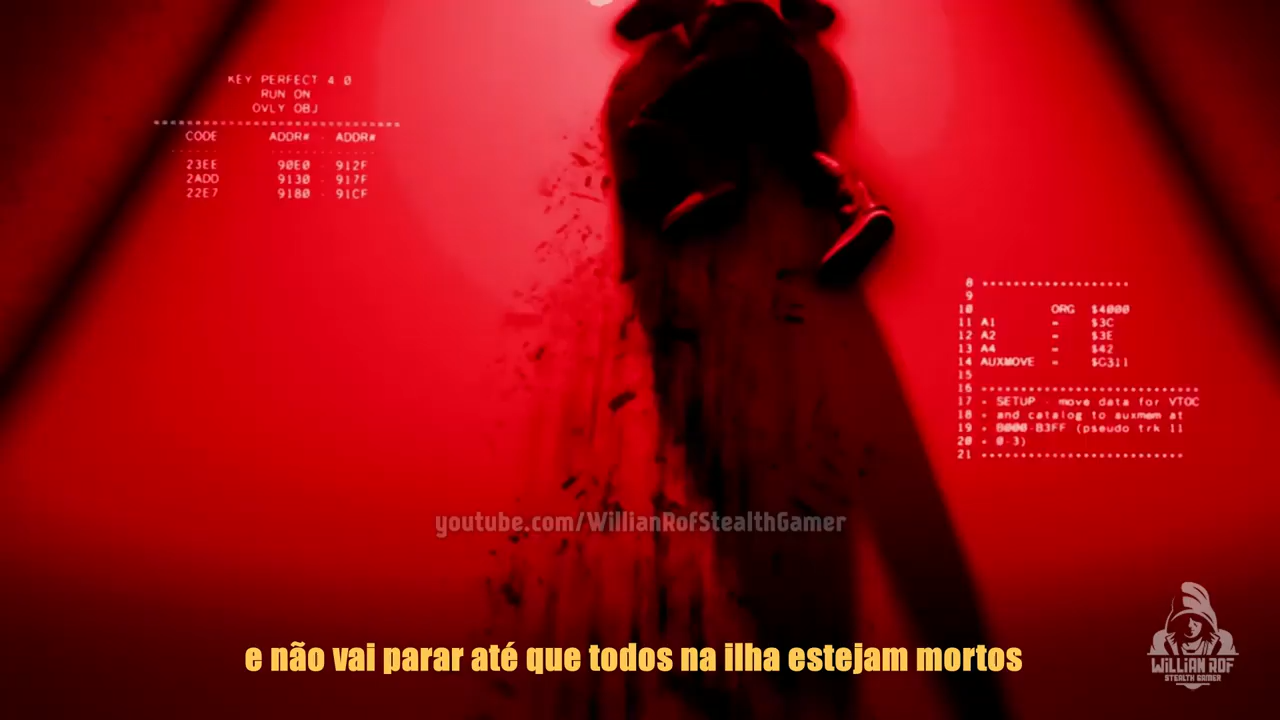 KEY PERFECT 4.0
RUN ON
OVLY OBJ
CODE ADDR# - ADDR#
23EE 90E0 - 912F
2ADD 9130 - 917F
22E7 9180 - 91CF
8 ********************
9
10 ORG $4000
11 A1 = $3C
12 A2 = $3E
13 A4 = $42
14 AUXMOVE = $C311
15
16 ******************************
17 * SETUP - move data for VTOC
18 * and catalog to auxmem at
19 * B000-B3FF (pseudo trk 11
20 * 0-3)
21 ****************************
youtube.com/WillianRofStealthGamer
WILLIAN ROF
STEALTH GAMER
e não vai parar até que todos na ilha estejam mortos